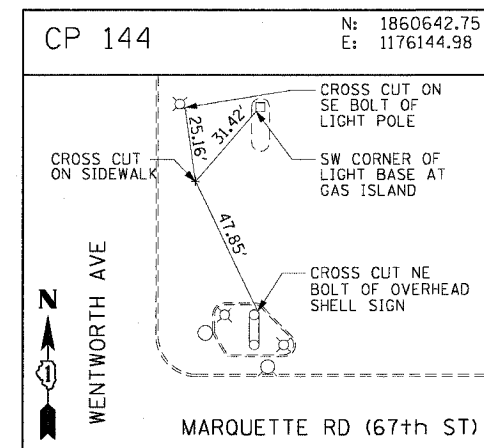 CP 144
N: 1860642.75
E: 1176144.98
CROSS CUT ON
SE BOLT OF
LIGHT POLE
25.16'
31.42'
CROSS CUT
ON SIDEWALK
SW CORNER OF
LIGHT BASE AT
GAS ISLAND
47.85'
CROSS CUT NE
BOLT OF OVERHEAD
SHELL SIGN
WENTWORTH AVE
N
1
MARQUETTE RD (67th ST)